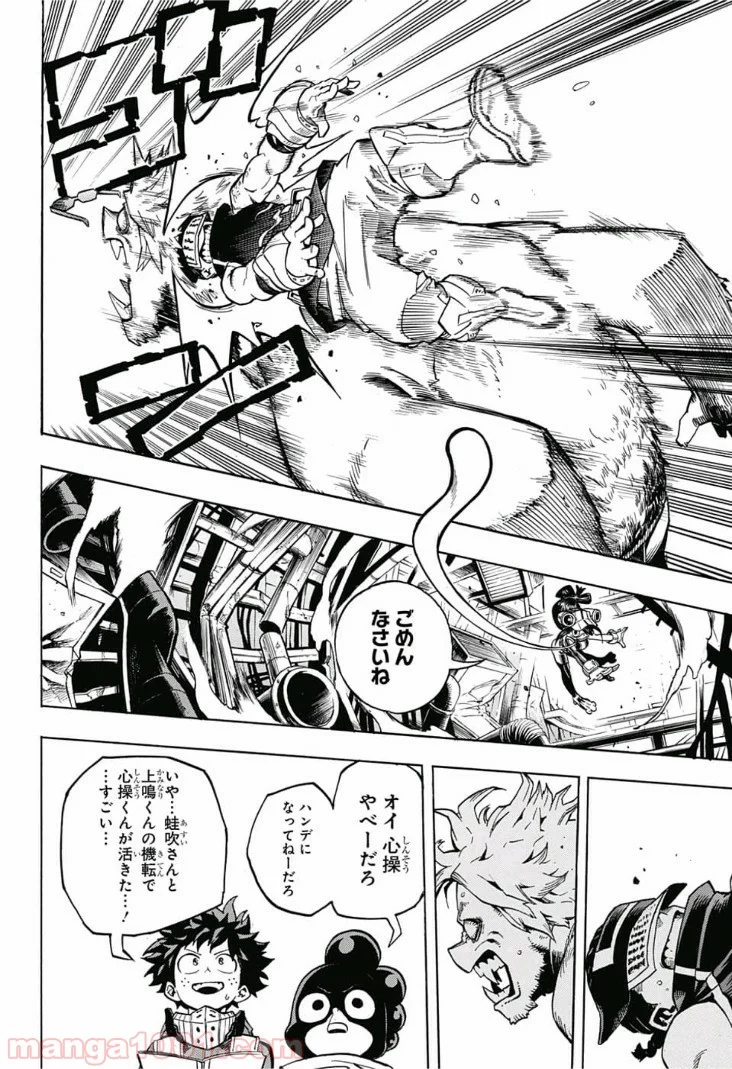 ごめん
なさいね
オイ心操
やべーだろ
ハンデに
なってねーだろ
いや…蛙吹さんと
上鳴くんの機転で
心操くんが活きた…
…すごい…!!